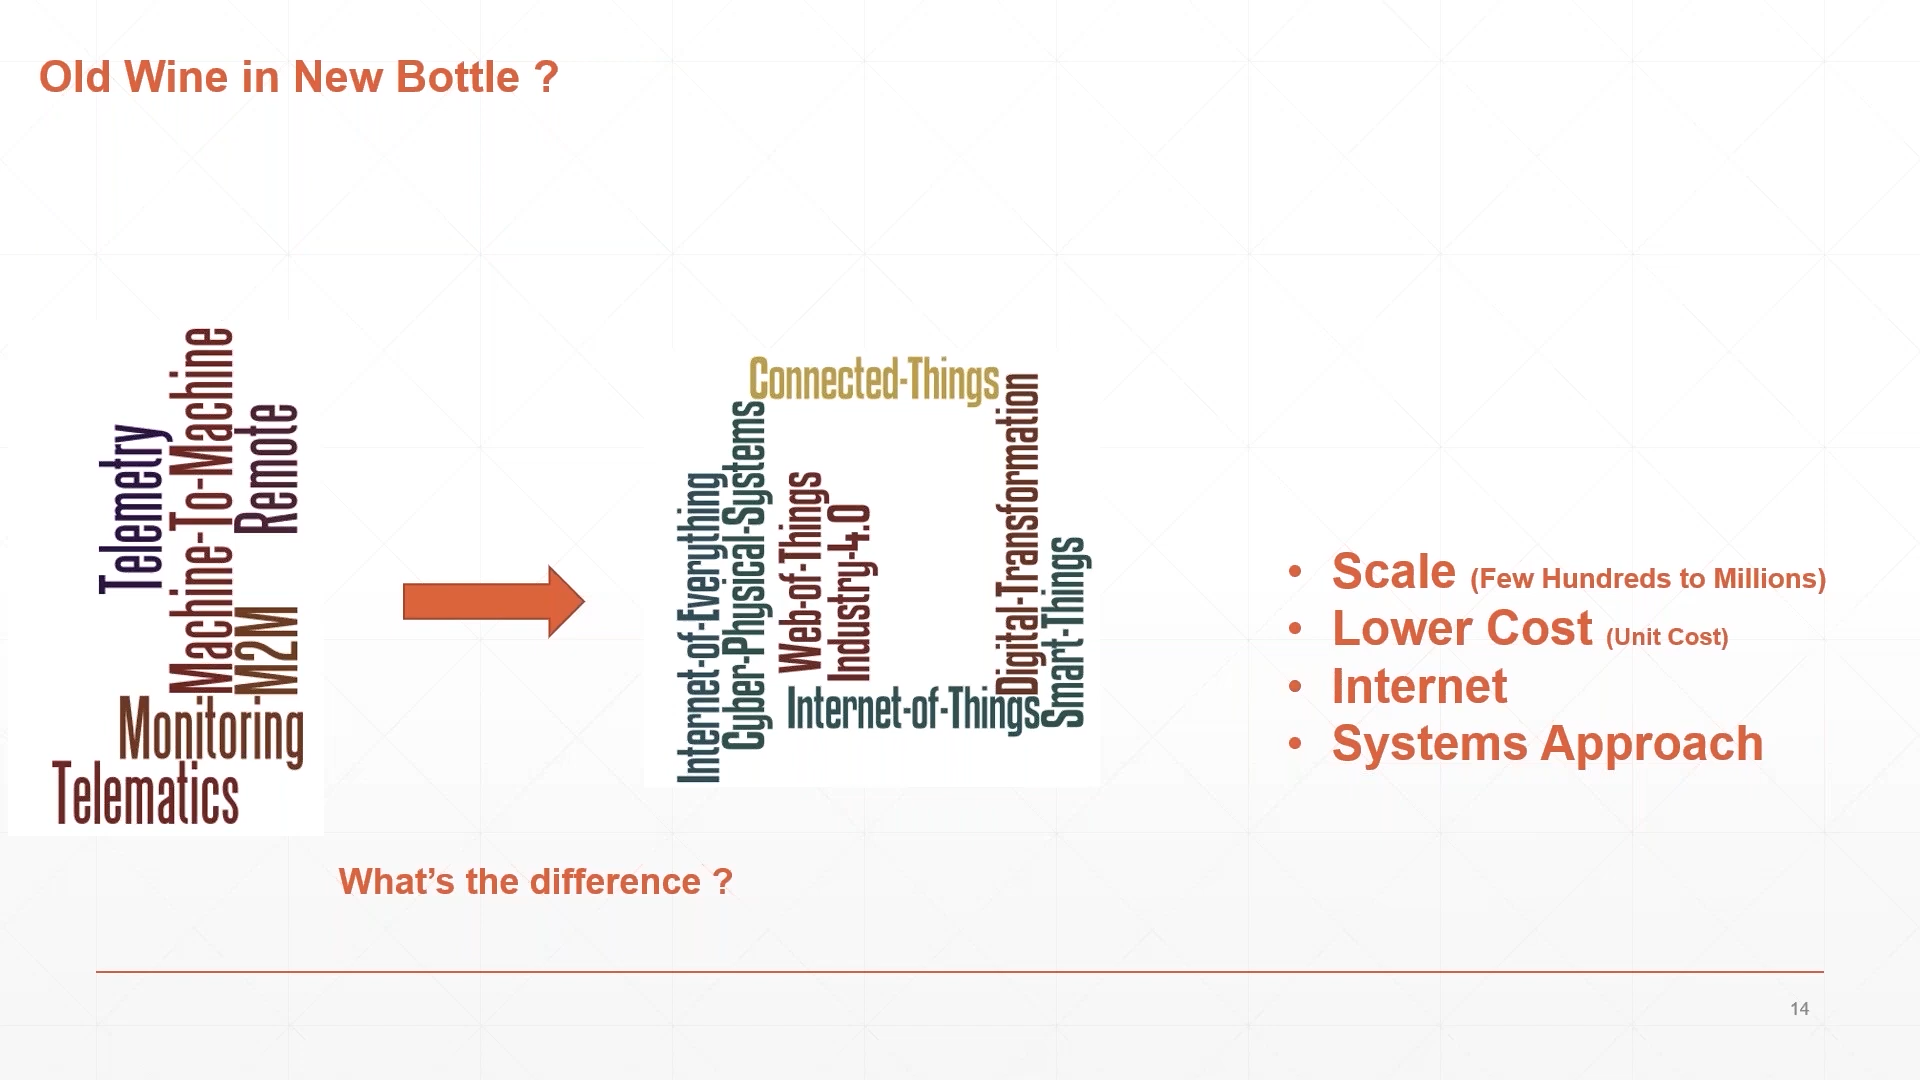 Old Wine in New Bottle ?
Telemetry
Machine-To-Machine
Remote
M2M
Monitoring
Telematics
Connected-Things
Internet-of-Everything
Cyber-Physical-Systems
Web-of-Things
Industry-4.0
Digital-Transformation
Smart-Things
Internet-of-Things
• Scale (Few Hundreds to Millions)
• Lower Cost (Unit Cost)
• Internet
• Systems Approach
What’s the difference ?
14